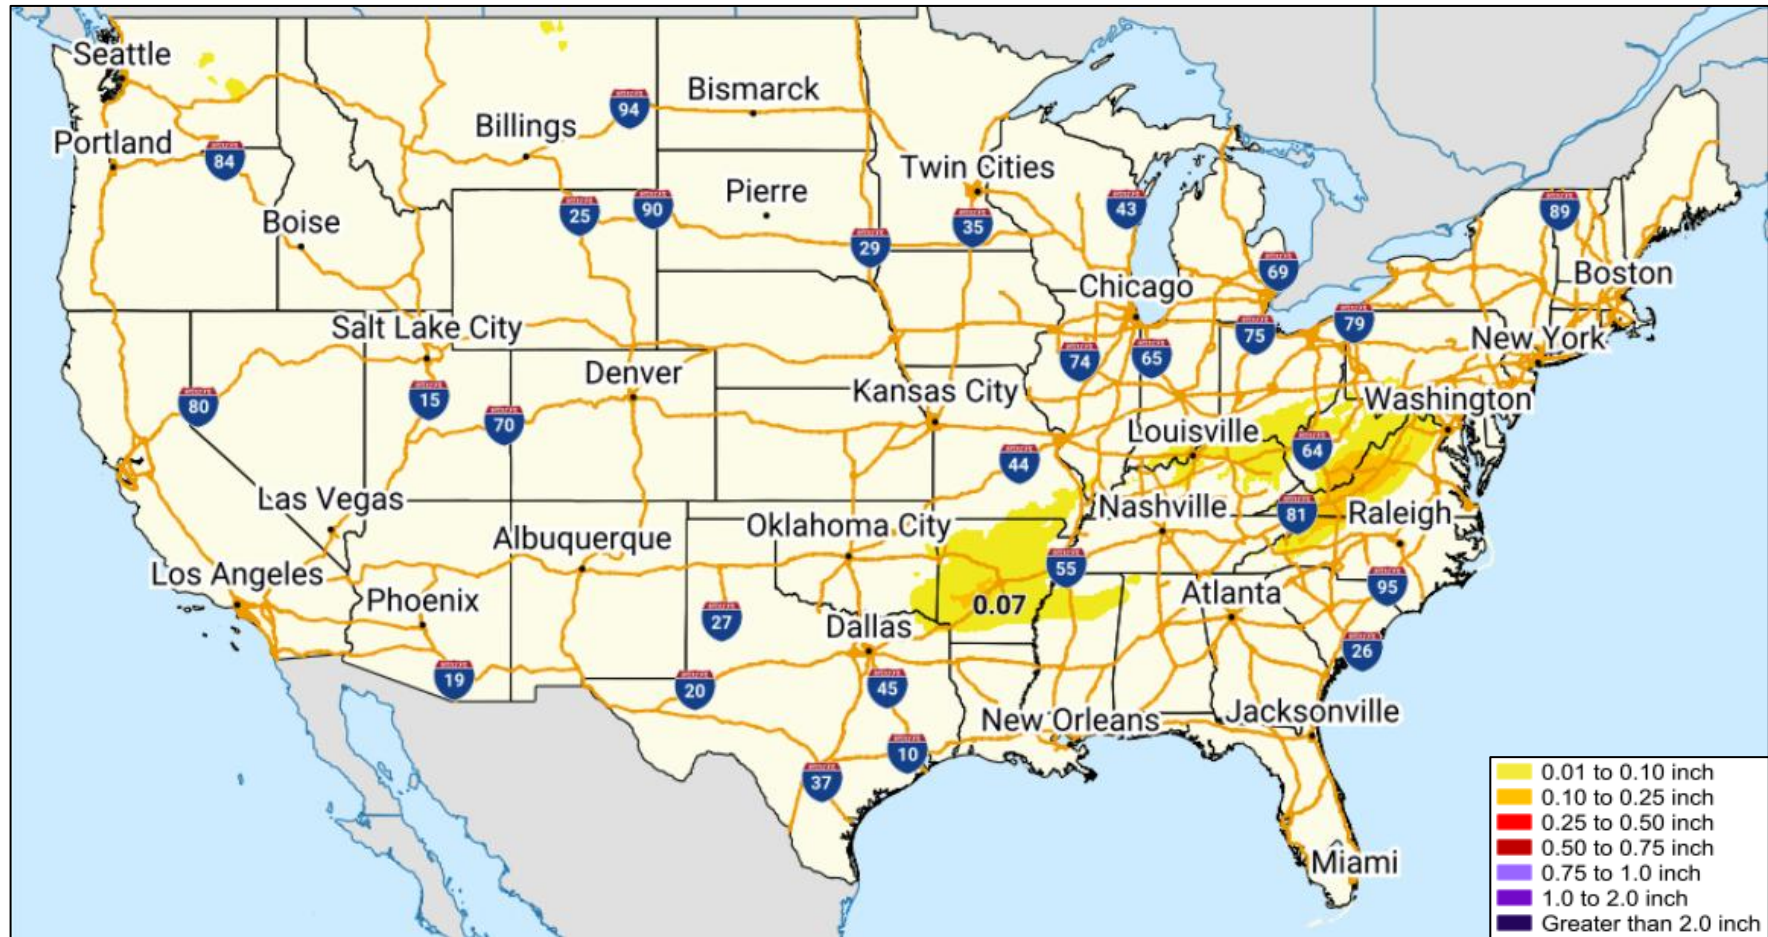 Seattle
94
Bismarck
Billings
Portland
84
Twin Cities
Pierre
25
90
43
89
Boise
35
29
69
Boston
Chicago
Salt Lake City
75
79
New York
74
65
Denver
Kansas City
80
15
Washington
70
Louisville
64
44
Las Vegas
Nashville
81
Raleigh
Oklahoma City
Albuquerque
Los Angeles
55
Phoenix
0.07
Atlanta
95
27
Dallas
26
19
20
45
New Orleans
Jacksonville
10
37
0.01 to 0.10 inch
0.10 to 0.25 inch
0.25 to 0.50 inch
0.50 to 0.75 inch
0.75 to 1.0 inch
1.0 to 2.0 inch
Greater than 2.0 inch
Miami